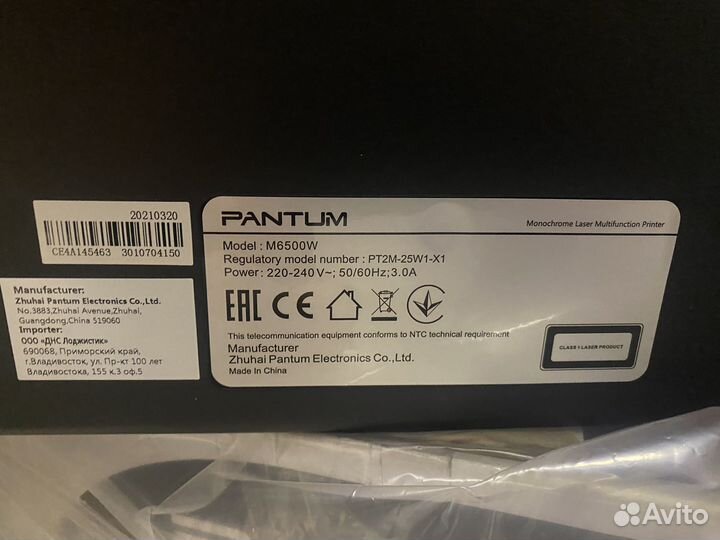 20210320
CE4A145463 3010704150
Manufacturer:
Zhuhai Pantum Electronics Co.,Ltd.
No,3883,Zhuhai Avenue,Zhuhai,
Guangdong,China 519060
Importer:
ООО «ДНС Лоджистик»
690068, Приморский край,
г.Владивосток, ул. Пр-кт 100 лет
Владивостока, 155 к.3 оф.5
PANTUM
Monochrome Laser Multifunction Printer
Model : M6500W
Regulatory model number : PT2M-25W1-X1
Power : 220-240V~; 50/60Hz;3.0A
EAC CE
This telecommunication equipment conforms to NTC technical requirement
Manufacturer
Zhuhai Pantum Electronics Co.,Ltd.
Made In China
CLASS 1 LASER PRODUCT
Avito